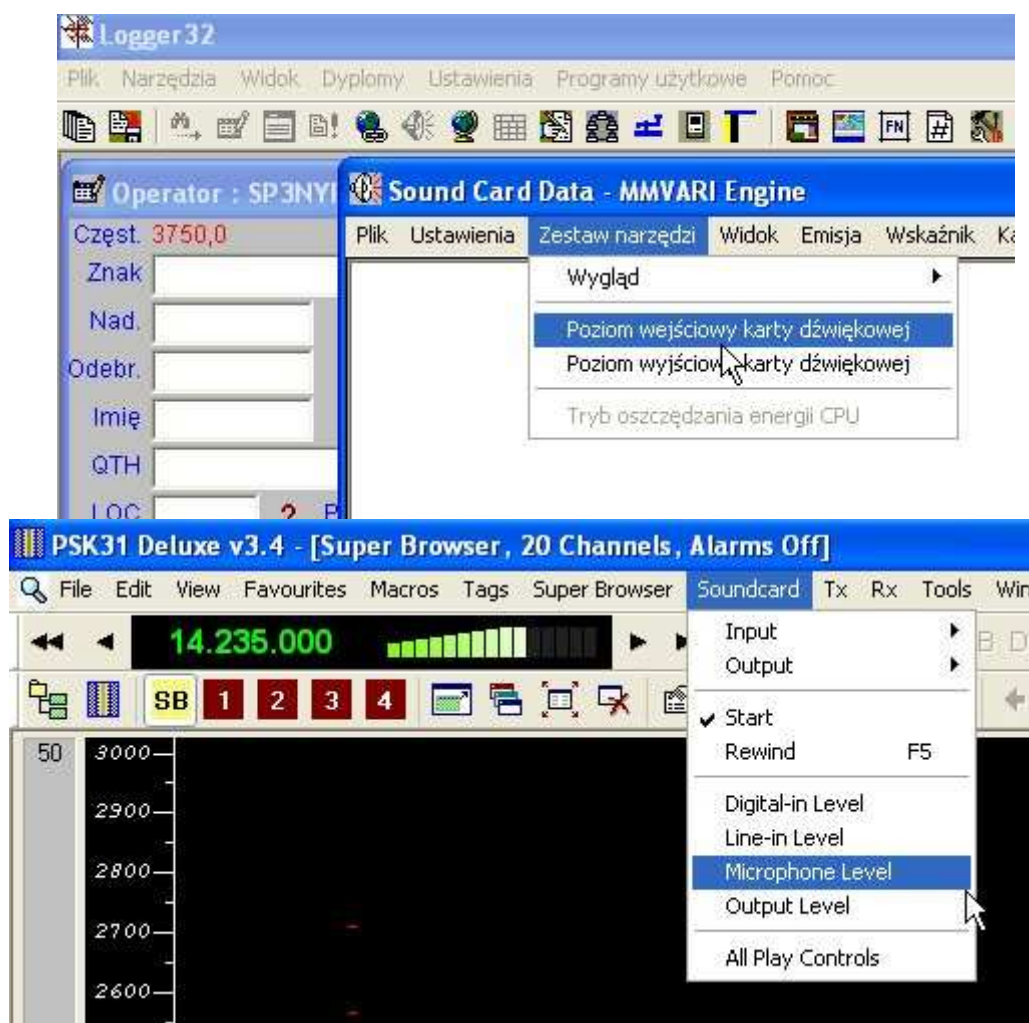 Logger32
Plik Narzędzia Widok Dyplomy Ustawienia Programy użytkowe Pomoc
FN #
Operator : SP3NY
Sound Card Data - MMVARI Engine
Częst. 3750,0
Plik Ustawienia Zestaw narzędzi Widok Emisja Wskaźnik
Znak
Wygląd
Nad.
Poziom wejściowy karty dźwiękowej
Odebr.
Poziom wyjściowy karty dźwiękowej
Imię
Tryb oszczędzania energii CPU
QTH
LOC ?
PSK31 Deluxe v3.4 - [Super Browser, 20 Channels, Alarms Off]
File Edit View Favourites Macros Tags Super Browser Soundcard Tx Rx Tools Win
14.235.000
Input
Output
SB 1 2 3 4
Start
Rewind F5
Digital-in Level
Line-in Level
Microphone Level
Output Level
All Play Controls
50 3000
2900
2800
2700
2600